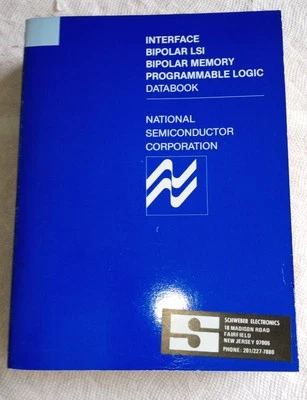 INTERFACE
BIPOLAR LSI
BIPOLAR MEMORY
PROGRAMMABLE LOGIC
DATABOOK
NATIONAL
SEMICONDUCTOR
CORPORATION
S
SCHWEBER ELECTRONICS
18 MADISON ROAD
FAIRFIELD
NEW JERSEY 07006
PHONE: 201/227-7880